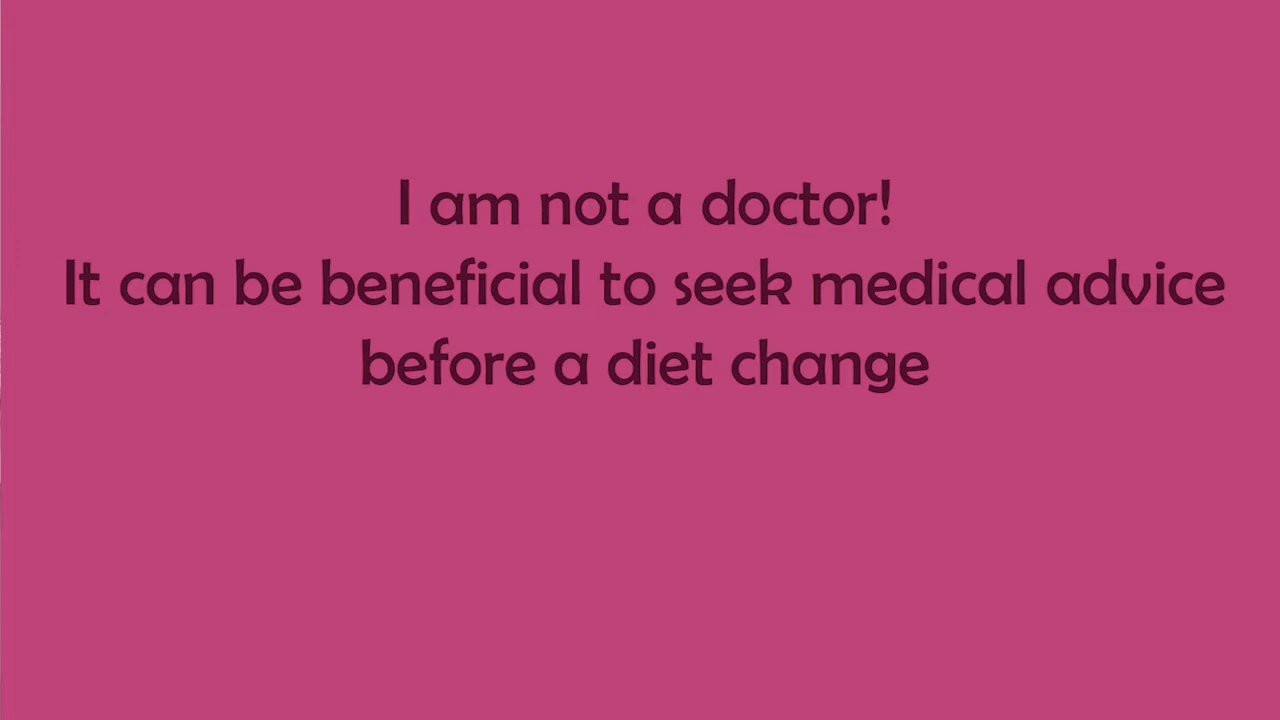 I am not a doctor!
It can be beneficial to seek medical advice
before a diet change